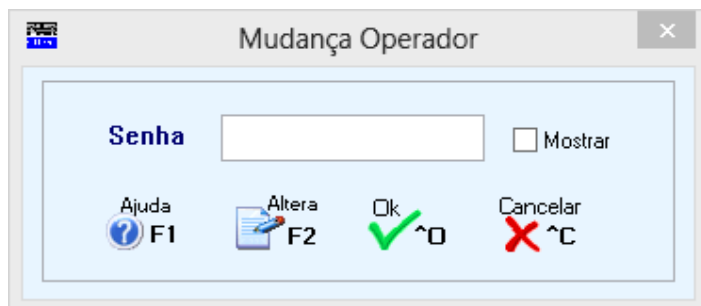 Mudança Operador
Senha
Mostrar
Ajuda
F1
Altera
F2
Ok
^O
Cancelar
^C